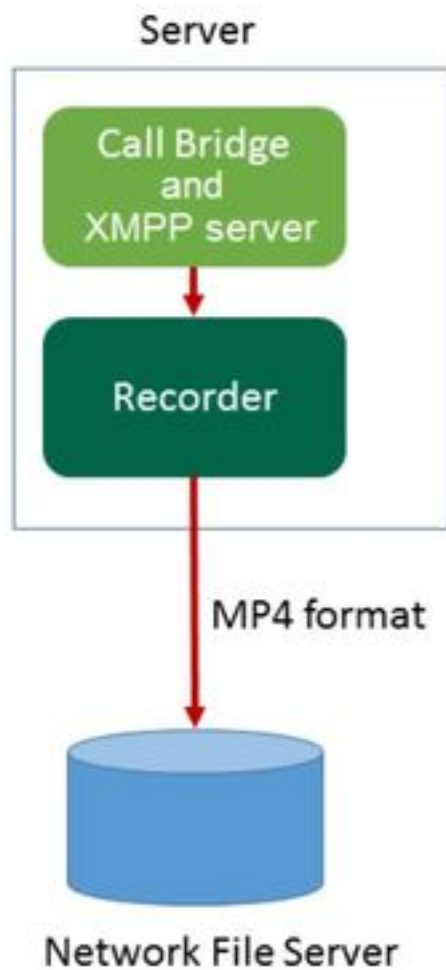 Server
Call Bridge
and
XMPP server
Recorder
MP4 format
Network File Server